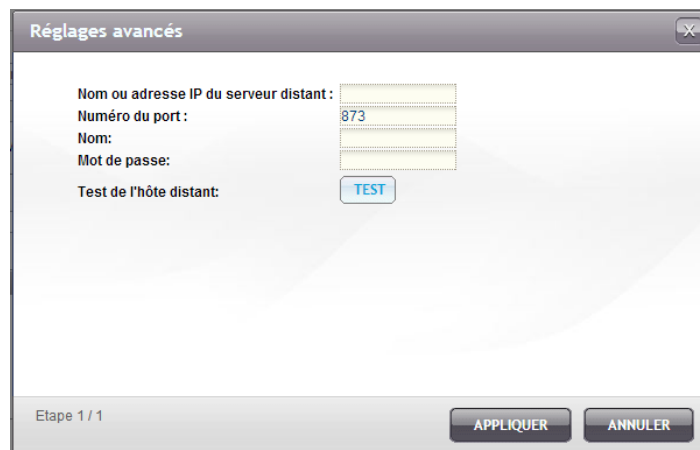 Réglages avancés X
Nom ou adresse IP du serveur distant :
Numéro du port : 873
Nom:
Mot de passe:
Test de l'hôte distant: TEST
Etape 1 / 1 APPLIQUER ANNULER